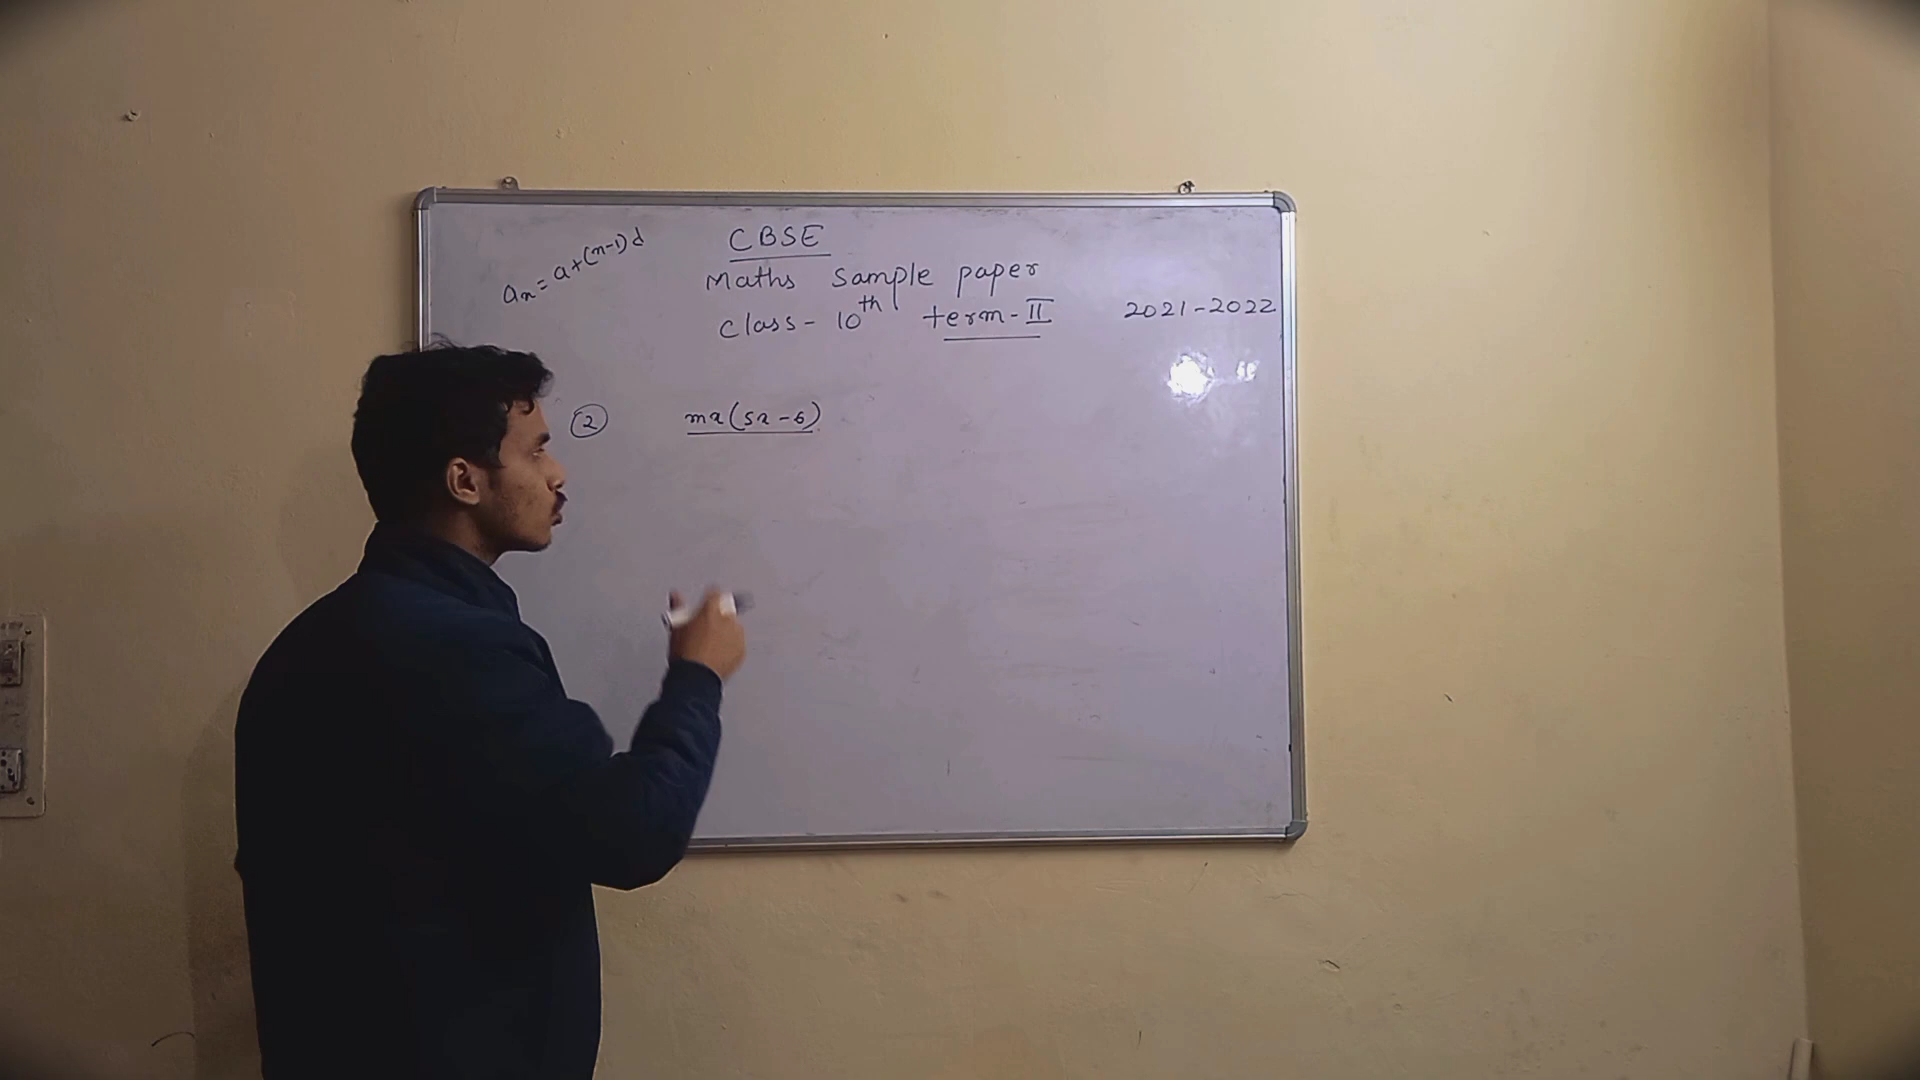 CBSE
aₙ = a+(n-1)d
Maths sample paper
class - 10th term - II 2021-2022
② mx(5x-6)